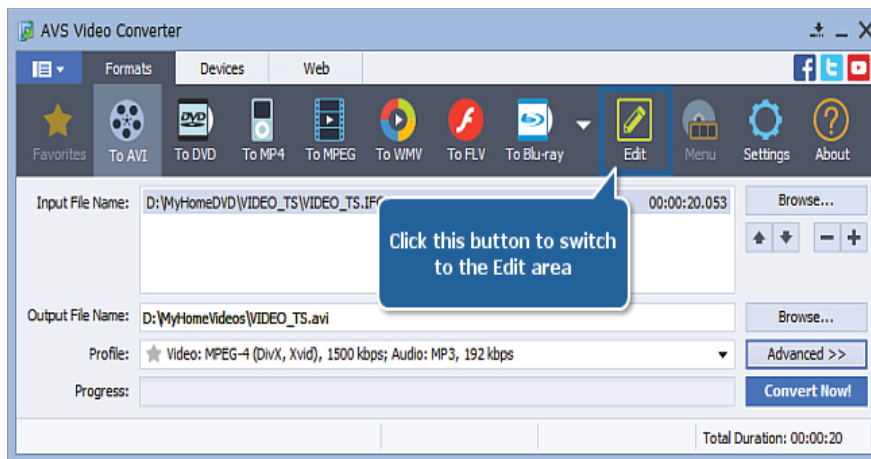 AVS Video Converter
Formats Devices Web
Favorites To AVI DVD To DVD To MP4 To MPEG To WMV To FLV To Blu-ray Edit Menu Settings About
Input File Name: D:\MyHomeDVD\VIDEO_TS\VIDEO_TS.IFO 00:00:20.053 Browse...
Click this button to switch
to the Edit area
Output File Name: D:\MyHomeVideos\VIDEO_TS.avi Browse...
Profile: Video: MPEG-4 (DivX, Xvid), 1500 kbps; Audio: MP3, 192 kbps Advanced >>
Progress: Convert Now!
Total Duration: 00:00:20